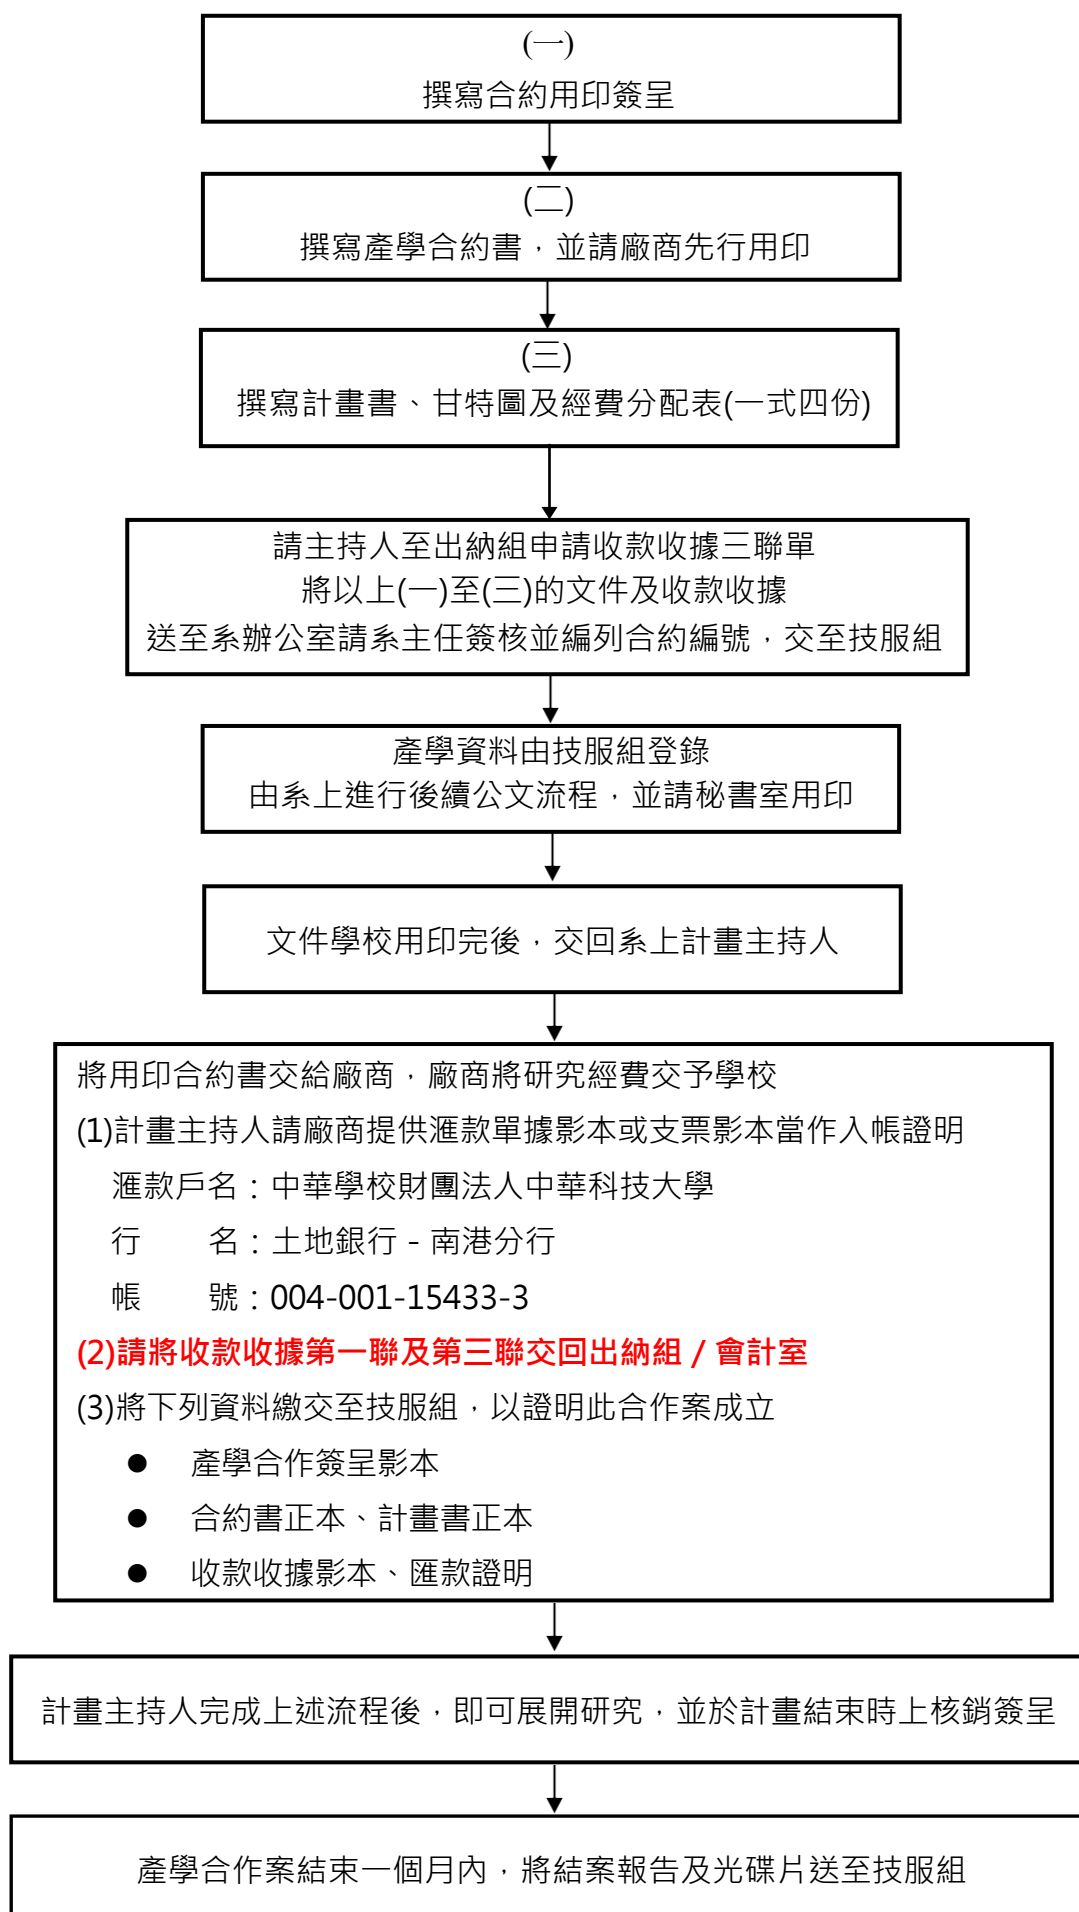 (一)
撰寫合約用印簽呈
(二)
撰寫產學合約書，並請廠商先行用印
(三)
撰寫計畫書、甘特圖及經費分配表(一式四份)
請主持人至出納組申請收款收據三聯單
將以上(一)至(三)的文件及收款收據
送至系辦公室請系主任簽核並編列合約編號，交至技服組
產學資料由技服組登錄
由系上進行後續公文流程，並請秘書室用印
文件學校用印完後，交回系上計畫主持人
將用印合約書交給廠商，廠商將研究經費交予學校
(1)計畫主持人請廠商提供滙款單據影本或支票影本當作入帳證明
滙款戶名：中華學校財團法人中華科技大學
行　　名：土地銀行 - 南港分行
帳　　號：004-001-15433-3
(2)請將收款收據第一聯及第三聯交回出納組 / 會計室
(3)將下列資料繳交至技服組，以證明此合作案成立
● 產學合作簽呈影本
● 合約書正本、計畫書正本
● 收款收據影本、匯款證明
計畫主持人完成上述流程後，即可展開研究，並於計畫結束時上核銷簽呈
產學合作案結束一個月內，將結案報告及光碟片送至技服組